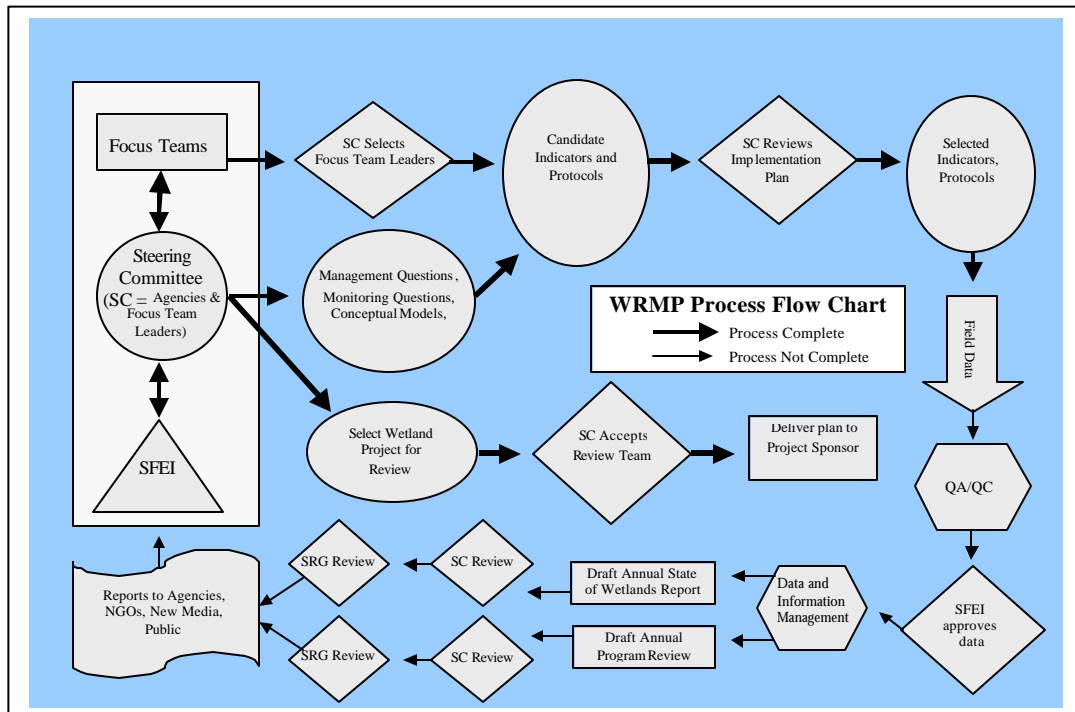 Focus Teams
SC Selects
Focus Team Leaders
Candidate
Indicators and
Protocols
SC Reviews
Implementation
Plan
Selected
Indicators,
Protocols
Steering
Committee
(SC = Agencies &
Focus Team
Leaders)
Management Questions ,
Monitoring Questions,
Conceptual Models,
WRMP Process Flow Chart
Process Complete
Process Not Complete
Field Data
SFEI
Select Wetland
Project for
Review
SC Accepts
Review Team
Deliver plan to
Project Sponsor
QA/QC
Reports to Agencies,
NGOs, New Media,
Public
SRG Review
SC Review
Draft Annual State
of Wetlands Report
Data and
Information
Management
SFEI
approves
data
SRG Review
SC Review
Draft Annual
Program Review